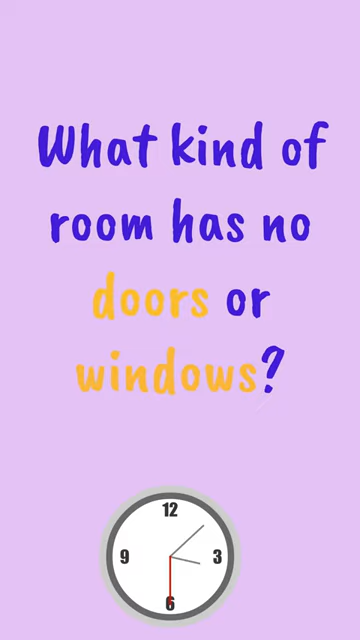 What kind of
room has no
doors or
windows?
12
9 3
6